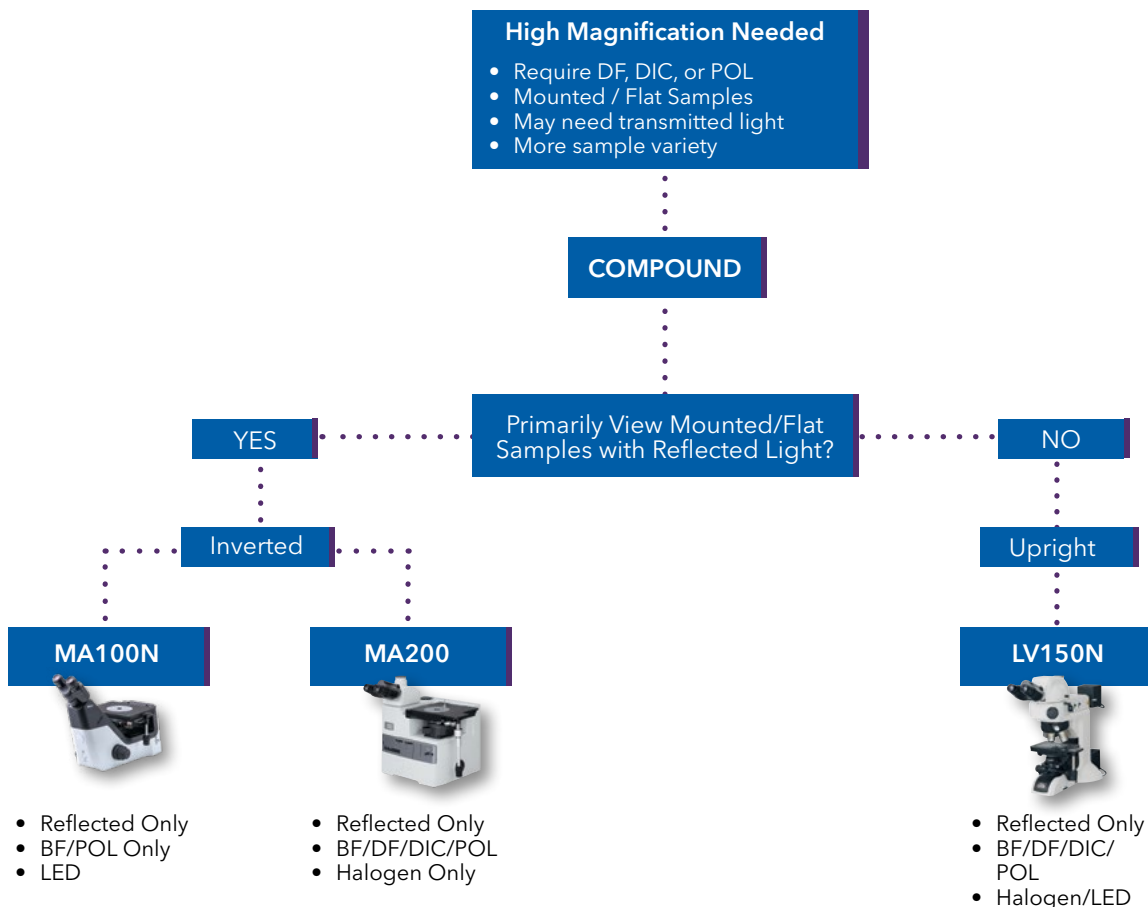 High Magnification Needed
• Require DF, DIC, or POL
• Mounted / Flat Samples
• May need transmitted light
• More sample variety
COMPOUND
Primarily View Mounted/Flat
Samples with Reflected Light?
YES
NO
Inverted
Upright
MA100N
MA200
LV150N
• Reflected Only
• BF/POL Only
• LED
• Reflected Only
• BF/DF/DIC/POL
• Halogen Only
• Reflected Only
• BF/DF/DIC/
POL
• Halogen/LED